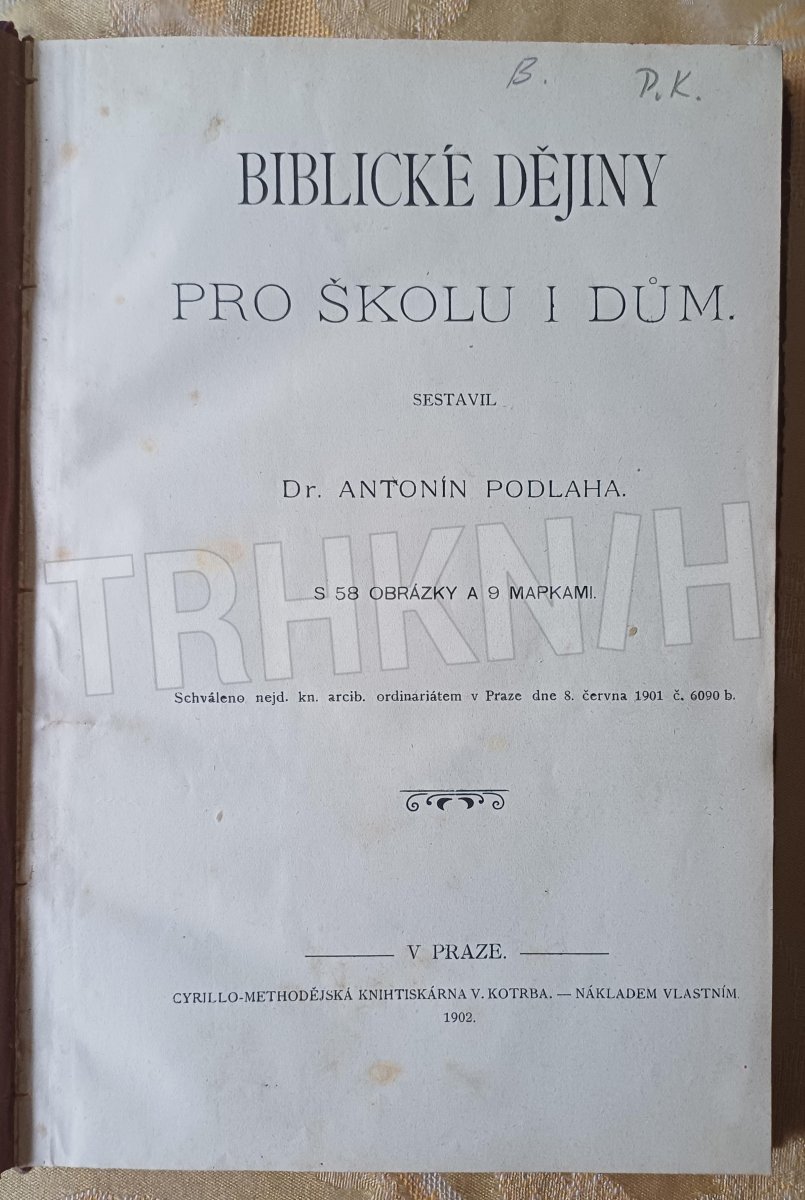 B. P.K.
BIBLICKÉ DĚJINY
PRO ŠKOLU I DŮM.
SESTAVIL
Dr. ANTONÍN PODLAHA.
TRHKNIH
S 58 OBRÁZKY A 9 MAPKAMI.
Schváleno nejd. kn. arcib. ordinariátem v Praze dne 8. června 1901 č. 6090 b.
V PRAZE.
CYRILLO-METHODĚJSKÁ KNIHTISKÁRNA V. KOTRBA. — NÁKLADEM VLASTNÍM.
1902.